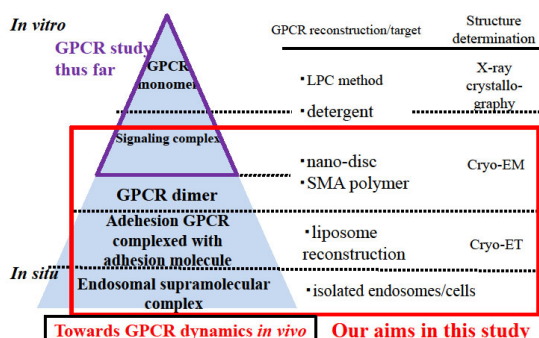 In vitro
GPCR study
thus far
GPCR
monomer
Signaling complex
GPCR dimer
Adehesion GPCR
complexed with
adhesion molecule
In situ
Endosomal supramolecular
complex
Towards GPCR dynamics in vivo
GPCR reconstruction/target
・LPC method
・detergent
・nano-disc
・SMA polymer
・liposome
reconstruction
・isolated endosomes/cells
Structure
determination
X-ray
crystallo-
graphy
Cryo-EM
Cryo-ET
Our aims in this study